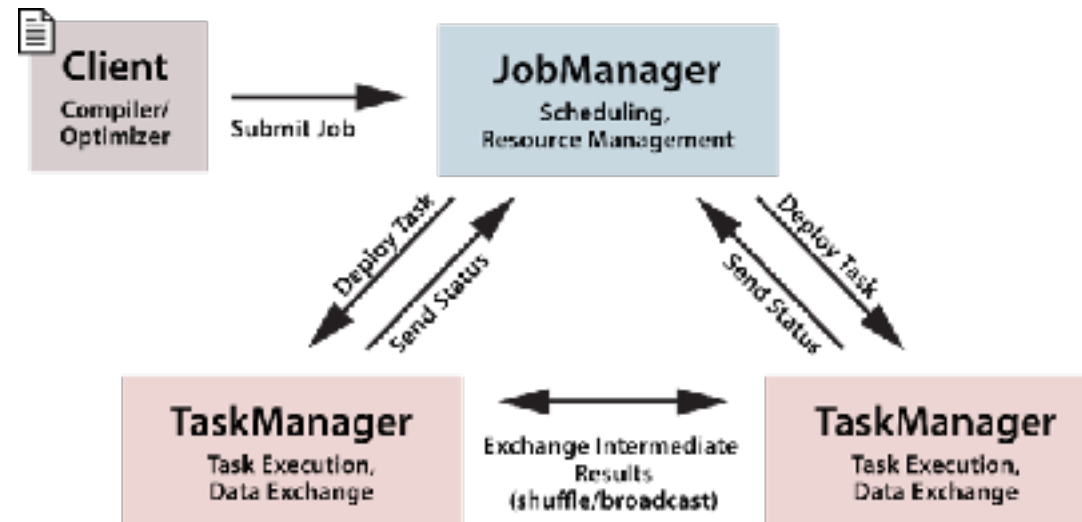 Client
Compiler/
Optimizer
Submit Job
JobManager
Scheduling,
Resource Management
Deploy Task
Send Status
Send Status
Deploy Task
TaskManager
Task Execution,
Data Exchange
Exchange Intermediate
Results
(shuffle/broadcast)
TaskManager
Task Execution,
Data Exchange